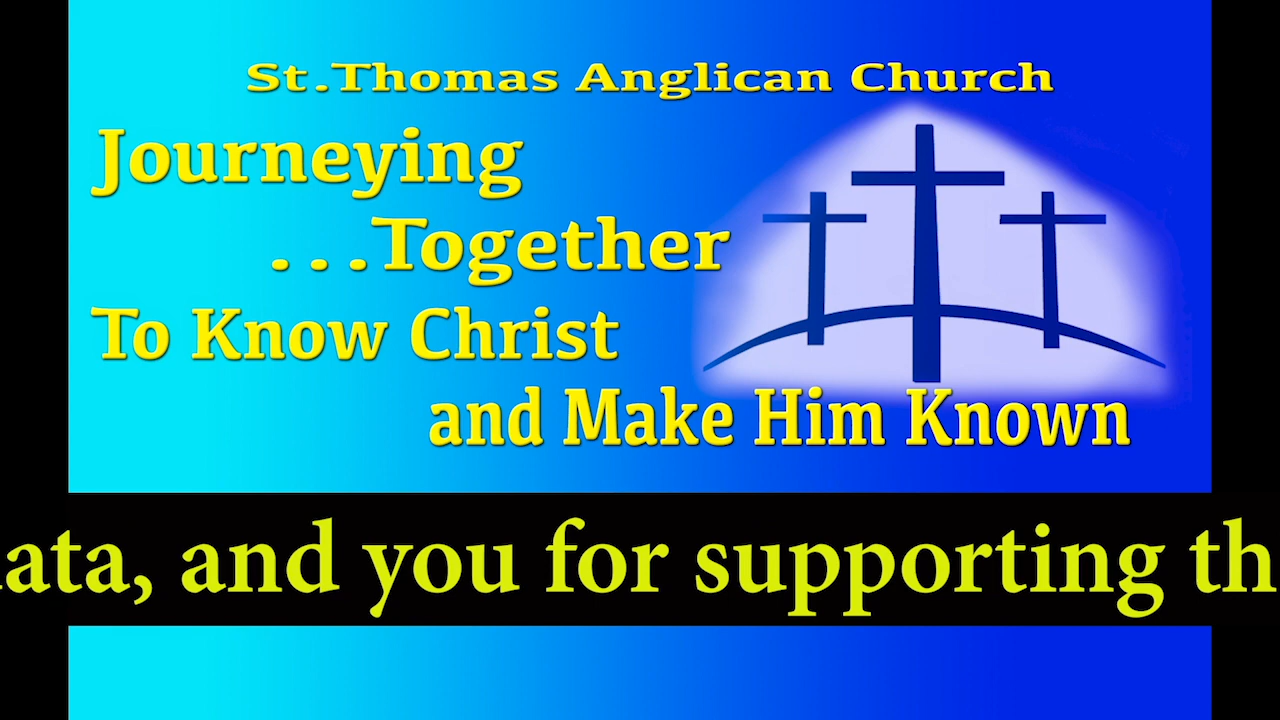 St.Thomas Anglican Church
Journeying
...Together
To Know Christ
and Make Him Known
and you for supporting